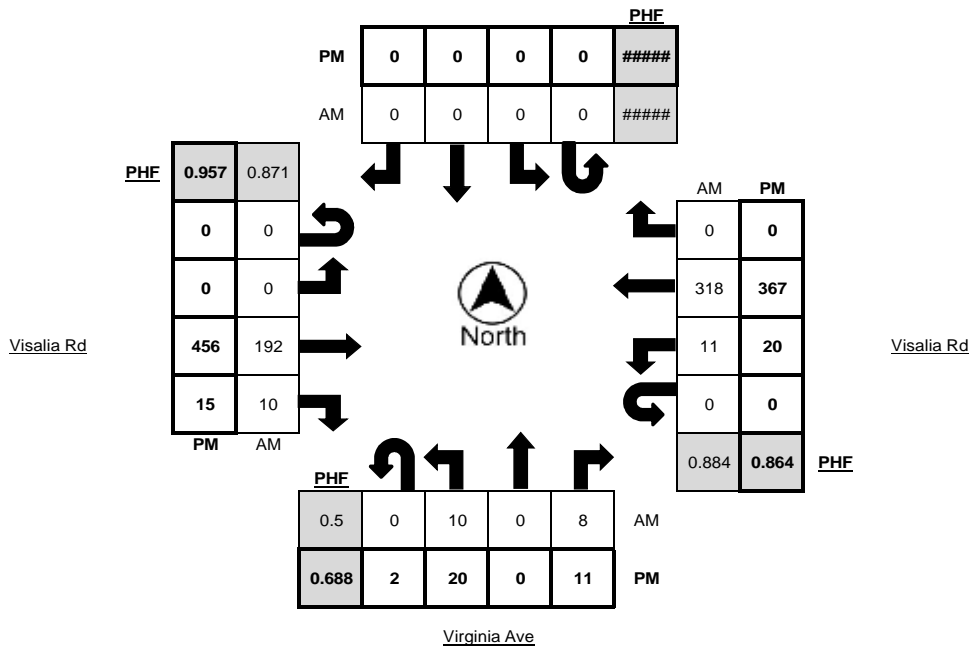 PHF
PM 0 0 0 0 #####
AM 0 0 0 0 #####
PHF 0.957 0.871
0 0
0 0
Visalia Rd 456 192
15 10
PM AM
North
AM PM
0 0
318 367
11 20 Visalia Rd
0 0
0.884 0.864 PHF
PHF
0.5 0 10 0 8 AM
0.688 2 20 0 11 PM
Virginia Ave